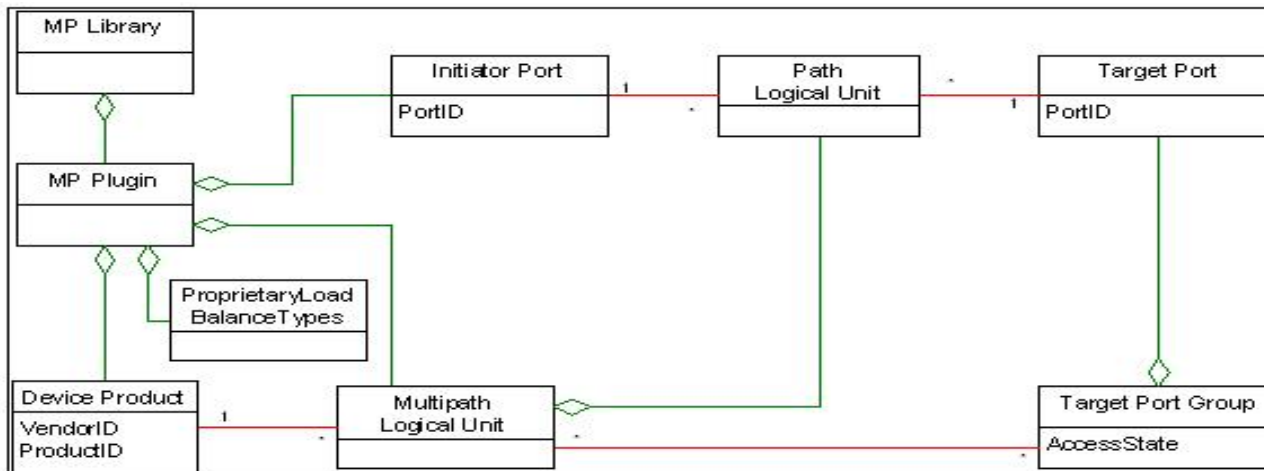 MP Library
Initiator Port
PortID
1
*
Path
Logical Unit
*
1
Target Port
PortID
MP Plugin
ProprietaryLoad
BalanceTypes
Device Product
VendorID
ProductID
1
*
Multipath
Logical Unit
*
*
Target Port Group
AccessState